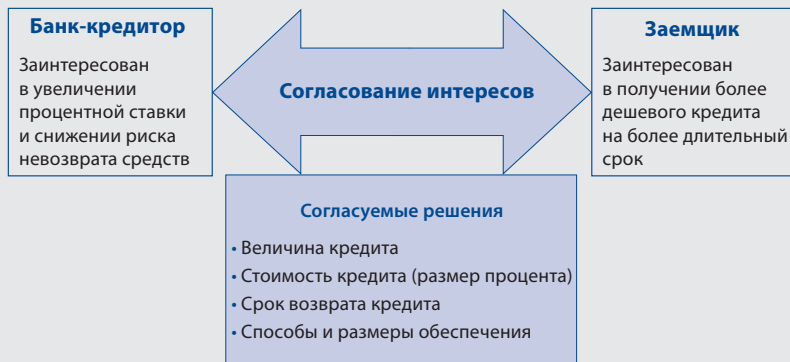 Банк-кредитор
Заинтересован
в увеличении
процентной ставки
и снижении риска
невозврата средств
Согласование интересов
Заемщик
Заинтересован
в получении более
дешевого кредита
на более длительный
срок
Согласуемые решения
• Величина кредита
• Стоимость кредита (размер процента)
• Срок возврата кредита
• Способы и размеры обеспечения